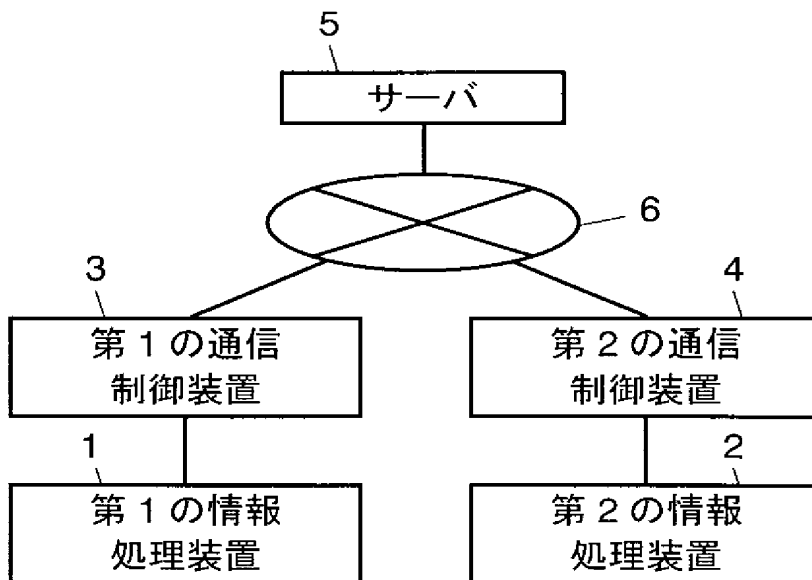 5
サーバ
6
3
4
第1の通信
制御装置
第2の通信
制御装置
1
2
第1の情報
処理装置
第2の情報
処理装置